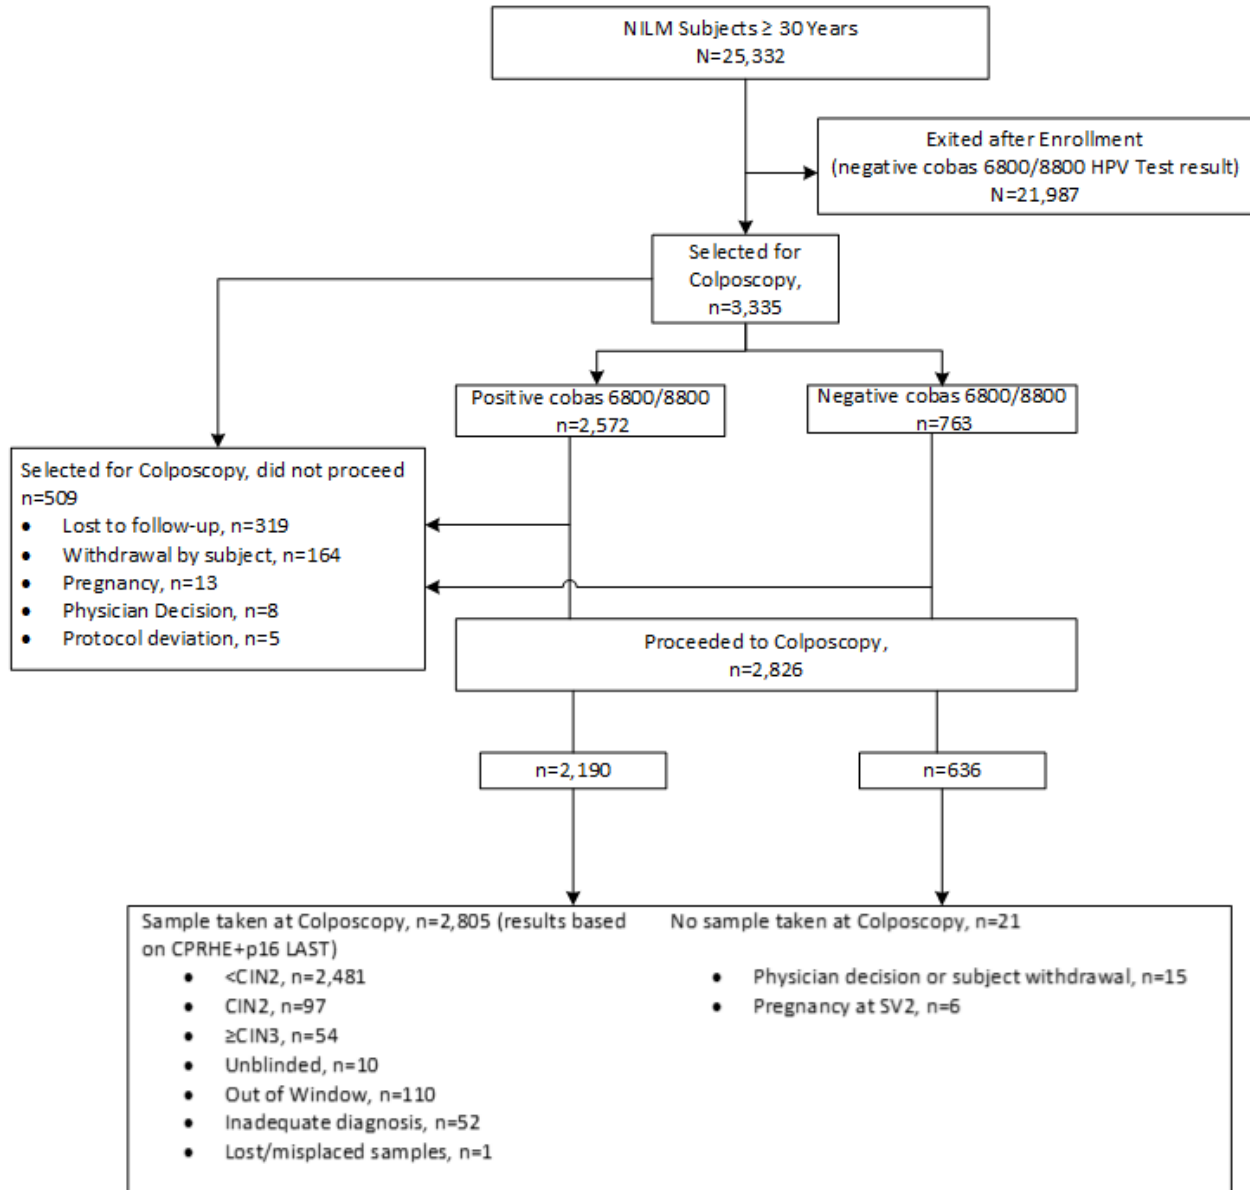 NILM Subjects ≥ 30 Years
N=25,332
Exited after Enrollment
(negative cobas 6800/8800 HPV Test result)
N=21,987
Selected for
Colposcopy,
n=3,335
Positive cobas 6800/8800
n=2,572
Negative cobas 6800/8800
n=763
Selected for Colposcopy, did not proceed
n=509
• Lost to follow-up, n=319
• Withdrawal by subject, n=164
• Pregnancy, n=13
• Physician Decision, n=8
• Protocol deviation, n=5
Proceeded to Colposcopy,
n=2,826
n=2,190
n=636
Sample taken at Colposcopy, n=2,805 (results based
on CPRHE+p16 LAST)
• <CIN2, n=2,481
• CIN2, n=97
• ≥CIN3, n=54
• Unblinded, n=10
• Out of Window, n=110
• Inadequate diagnosis, n=52
• Lost/misplaced samples, n=1
No sample taken at Colposcopy, n=21
• Physician decision or subject withdrawal, n=15
• Pregnancy at SV2, n=6